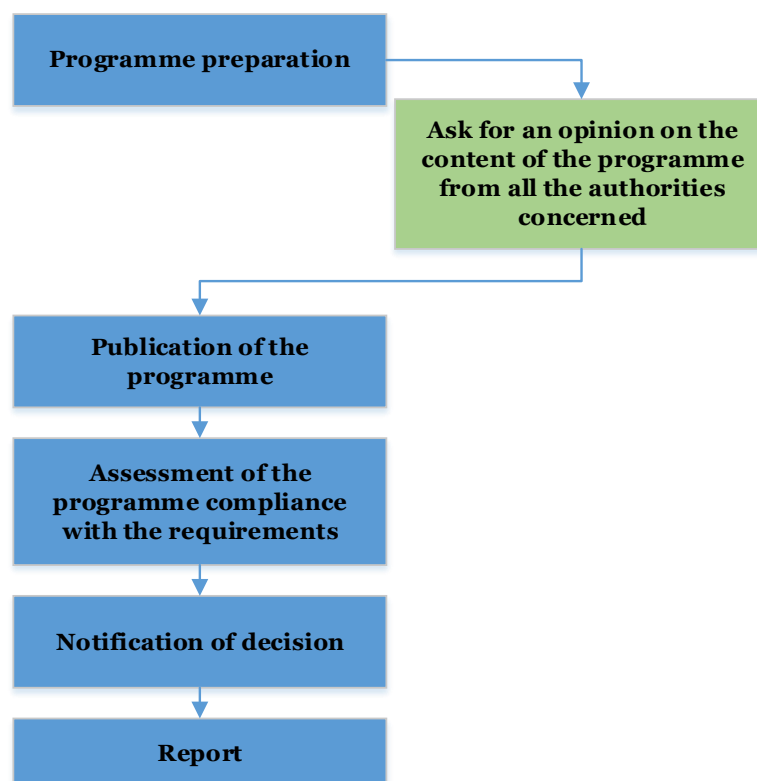 Programme preparation
Ask for an opinion on the
content of the programme
from all the authorities
concerned
Publication of the
programme
Assessment of the
programme compliance
with the requirements
Notification of decision
Report